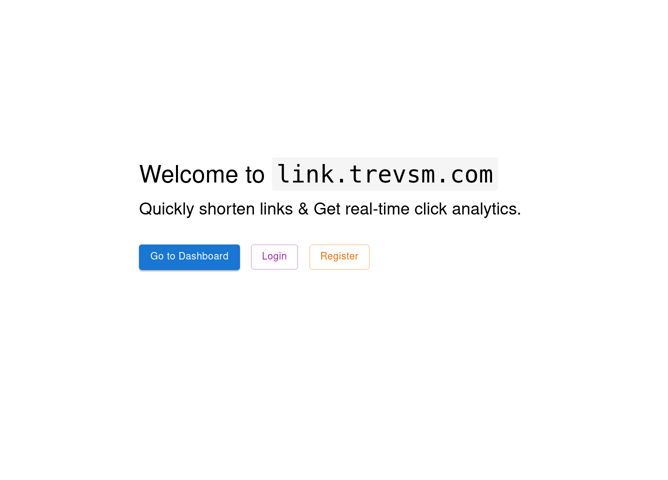 Welcome to link.trevsm.com
Quickly shorten links & Get real-time click analytics.
Go to Dashboard Login Register